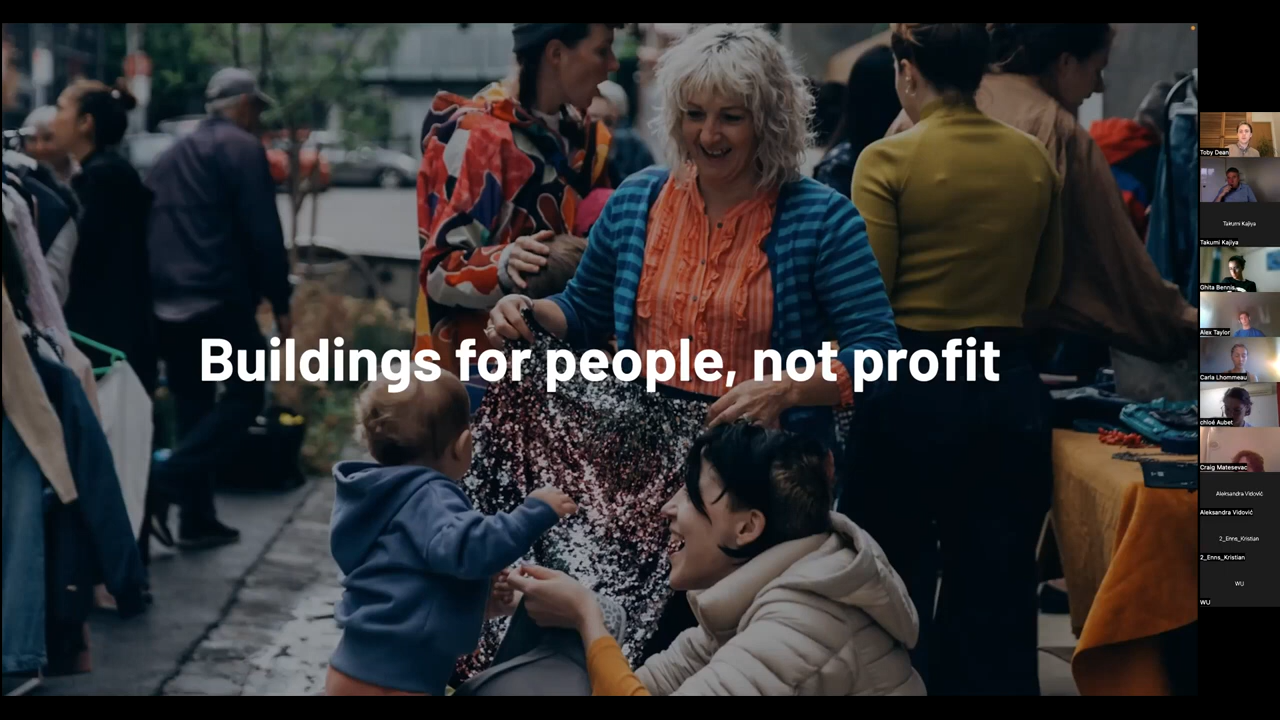 Buildings for people, not profit
Toby Dean
Takumi Kajiya
Takumi Kajiya
Ghita Bennis
Alex Taylor
Carla Lhommeau
chloé Aubet
Craig Matesevac
Aleksandra Vidović
Aleksandra Vidović
2_Enns_Kristian
2_Enns_Kristian
WU
WU